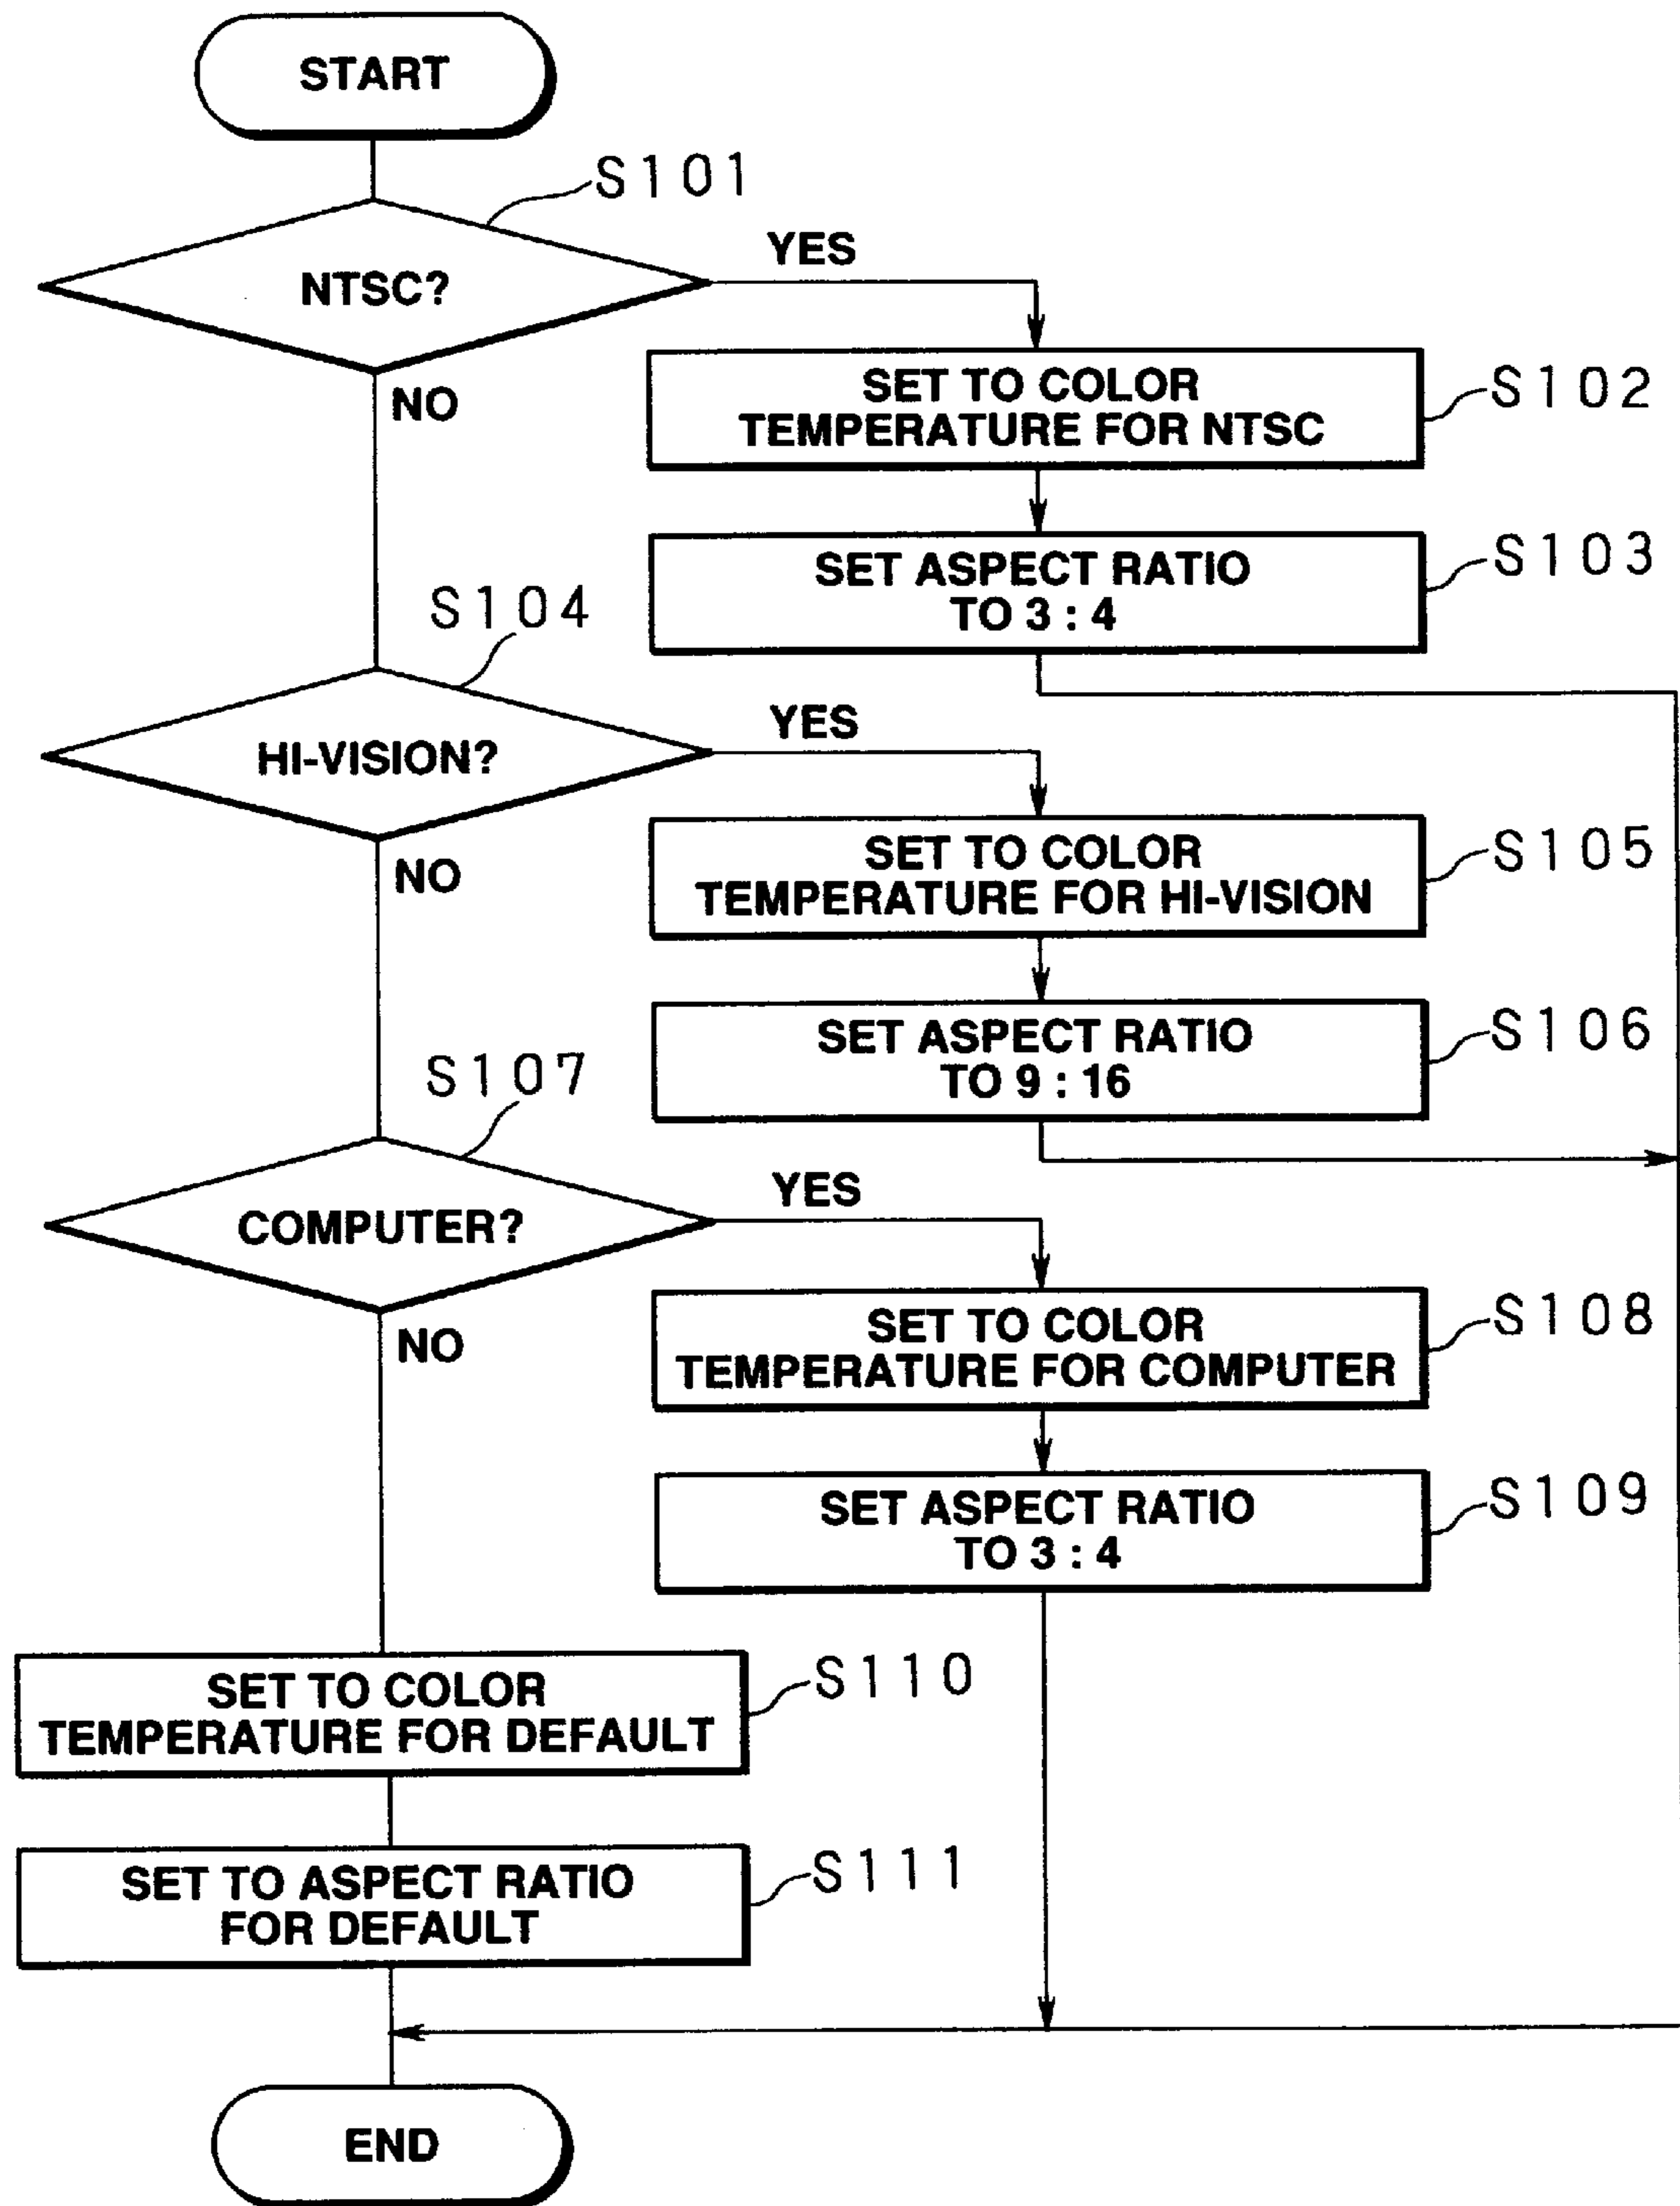 START
S101
NTSC?
YES
NO
SET TO COLOR
TEMPERATURE FOR NTSC
S102
SET ASPECT RATIO
TO 3 : 4
S103
S104
HI-VISION?
YES
NO
SET TO COLOR
TEMPERATURE FOR HI-VISION
S105
SET ASPECT RATIO
TO 9 : 16
S106
S107
COMPUTER?
YES
NO
SET TO COLOR
TEMPERATURE FOR COMPUTER
S108
SET ASPECT RATIO
TO 3 : 4
S109
SET TO COLOR
TEMPERATURE FOR DEFAULT
S110
SET TO ASPECT RATIO
FOR DEFAULT
S111
END